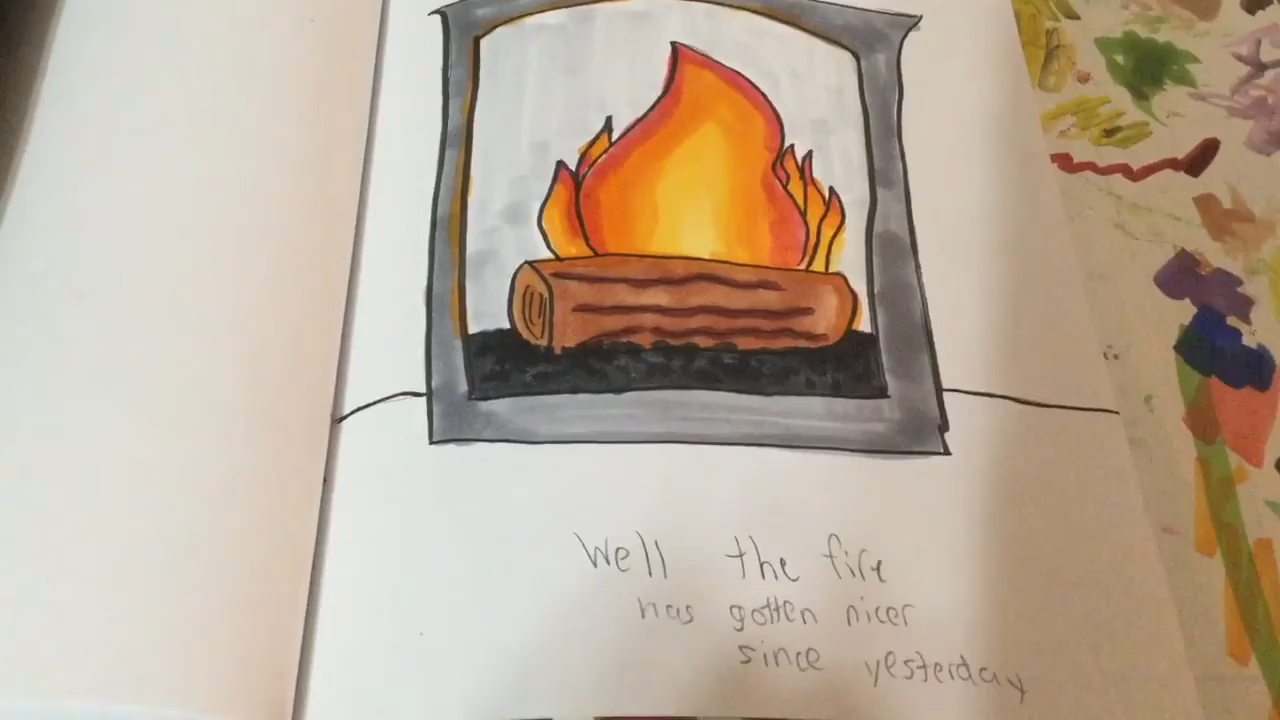 Well the fire
has gotten nicer
since yesterday